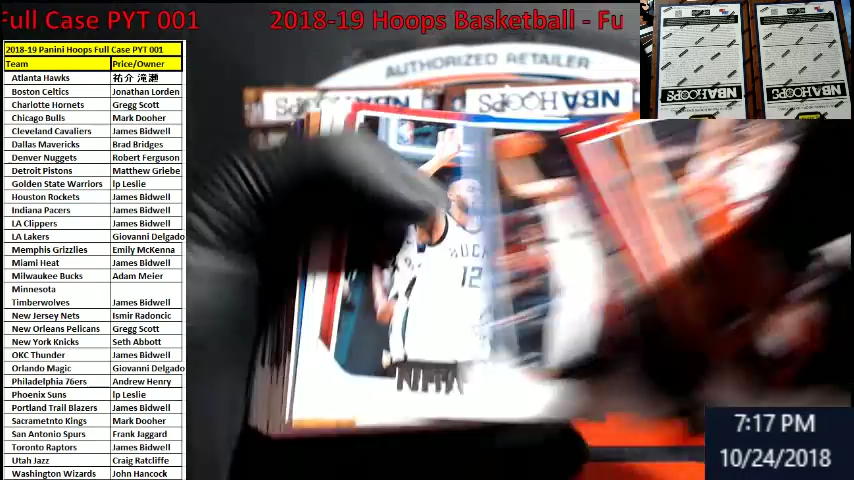 Full Case PYT 001 2018-19 Hoops Basketball - Fu
2018-19 Panini Hoops Full Case PYT 001
Team Price/Owner
Atlanta Hawks
Boston Celtics Jonathan Lorden
Charlotte Hornets Gregg Scott
Chicago Bulls Mark Dooher
Cleveland Cavaliers James Bidwell
Dallas Mavericks Brad Bridges
Denver Nuggets Robert Ferguson
Detroit Pistons Matthew Griebe
Golden State Warriors lp Leslie
Houston Rockets James Bidwell
Indiana Pacers James Bidwell
LA Clippers James Bidwell
LA Lakers Giovanni Delgado
Memphis Grizzlies Emily McKenna
Miami Heat James Bidwell
Milwaukee Bucks Adam Meier
Minnesota
Timberwolves James Bidwell
New Jersey Nets Ismir Radoncic
New Orleans Pelicans Gregg Scott
New York Knicks Seth Abbott
OKC Thunder James Bidwell
Orlando Magic Giovanni Delgado
Philadelphia 76ers Andrew Henry
Phoenix Suns lp Leslie
Portland Trail Blazers James Bidwell
Sacrametnto Kings Mark Dooher
San Antonio Spurs Frank Jaggard
Toronto Raptors James Bidwell
Utah Jazz Craig Ratcliffe
Washington Wizards John Hancock
AUTHORIZED RETAILER
NBA HOOPS
NBA HOOPS
BUCK
12
NBA HOOPS
NBA HOOPS
7:17 PM
10/24/2018